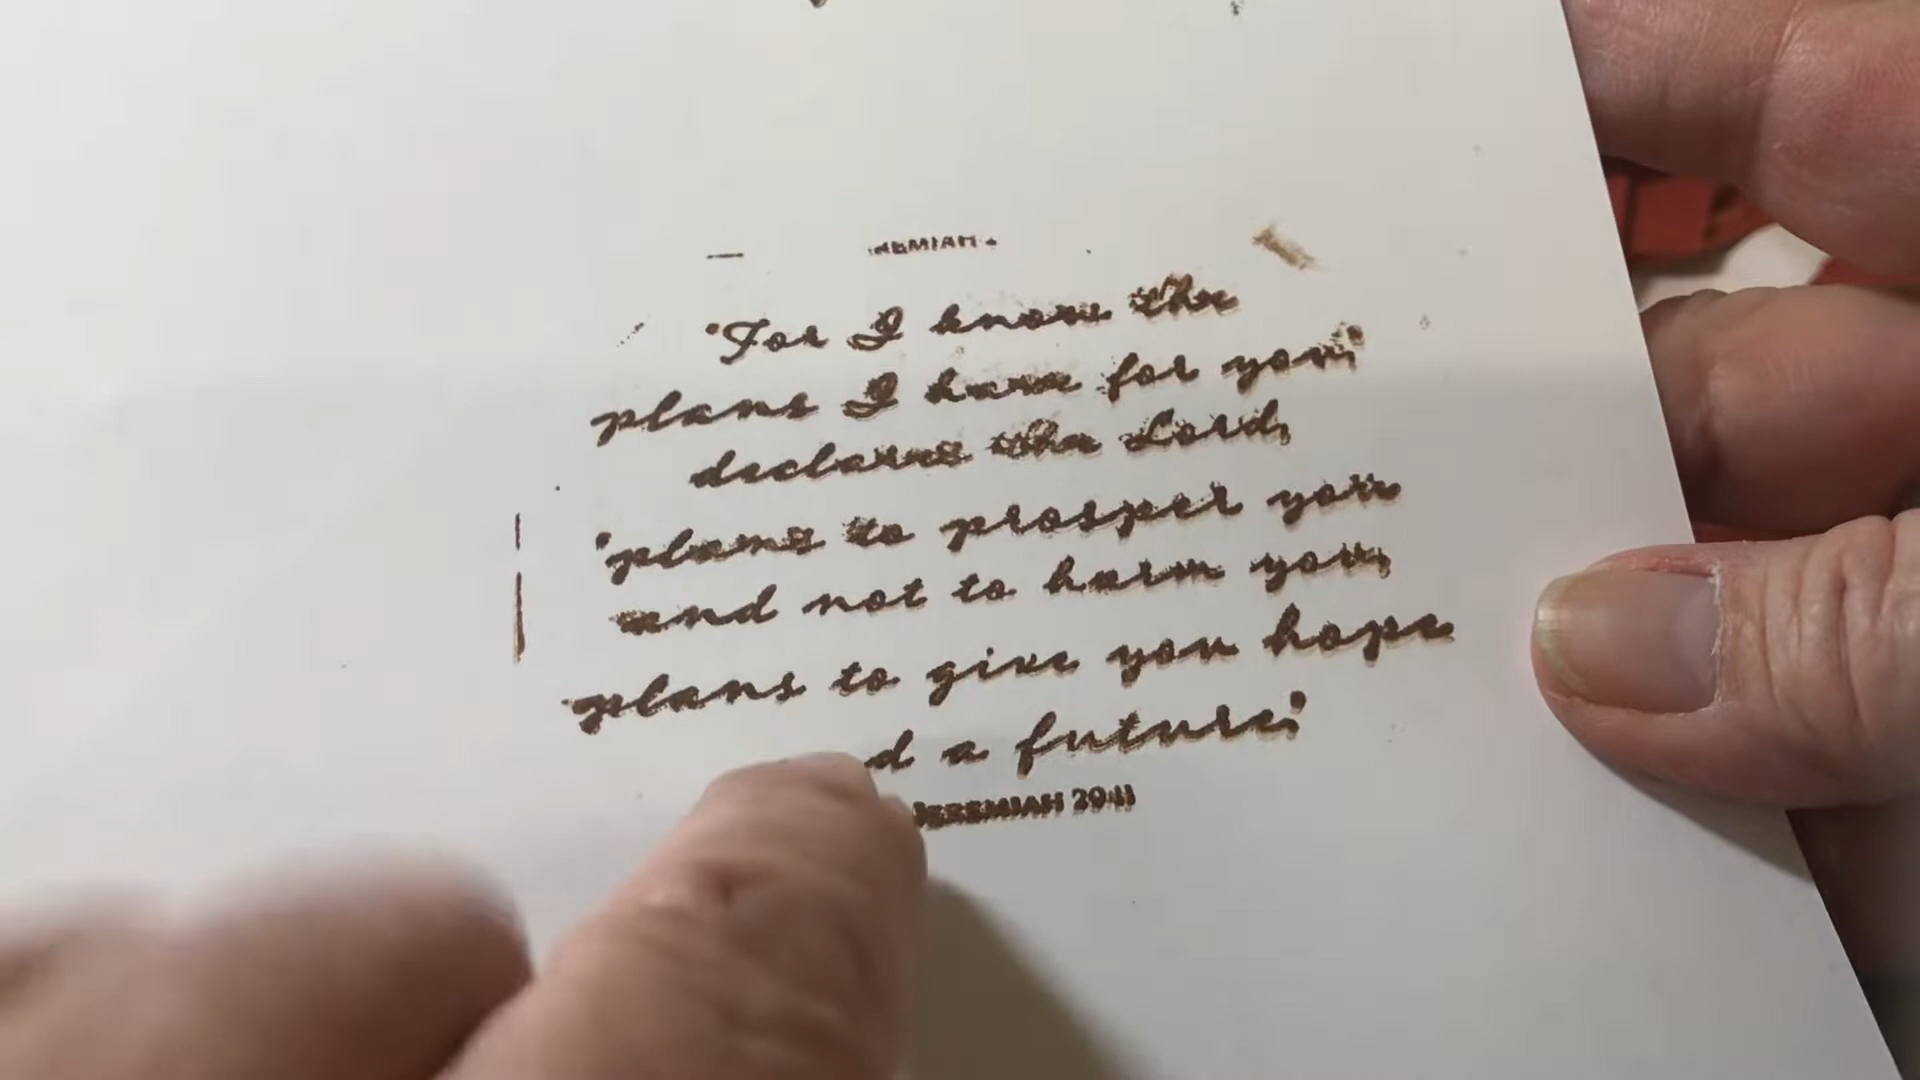 "For I know the
plans I have for you,"
declares the Lord,
"plans to prosper you
and not to harm you,
plans to give you hope
d a future."
JEREMIAH 29:11